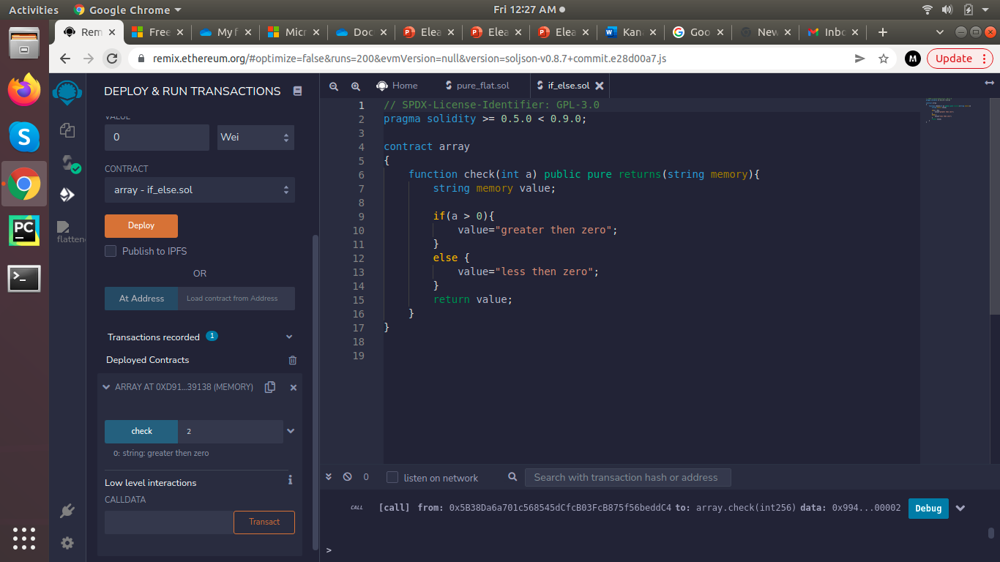 Activities Google Chrome Fri 12:27 AM
Rem Free My f Micr Doc Elea Elea Elea Kan Goo New Inbo
remix.ethereum.org/#optimize=false&runs=200&evmVersion=null&version=soljson-v0.8.7+commit.e28d00a7.js M Update
DEPLOY & RUN TRANSACTIONS
VALUE
0 Wei
CONTRACT
array - if_else.sol
Deploy
Publish to IPFS
OR
At Address Load contract from Address
Transactions recorded 1
Deployed Contracts
ARRAY AT 0XD91...39138 (MEMORY)
check 2
0: string: greater then zero
Low level interactions
CALLDATA
Transact
flattene
PC
Home pure_flat.sol if_else.sol
1 // SPDX-License-Identifier: GPL-3.0
2 pragma solidity >= 0.5.0 < 0.9.0;
3
4 contract array
5 {
6 function check(int a) public pure returns(string memory){
7 string memory value;
8
9 if(a > 0){
10 value="greater then zero";
11 }
12 else {
13 value="less then zero";
14 }
15 return value;
16 }
17 }
18
19
0 listen on network Search with transaction hash or address
CALL [call] from: 0x5B38Da6a701c568545dCfcB03FcB875f56beddC4 to: array.check(int256) data: 0x994...00002 Debug
>